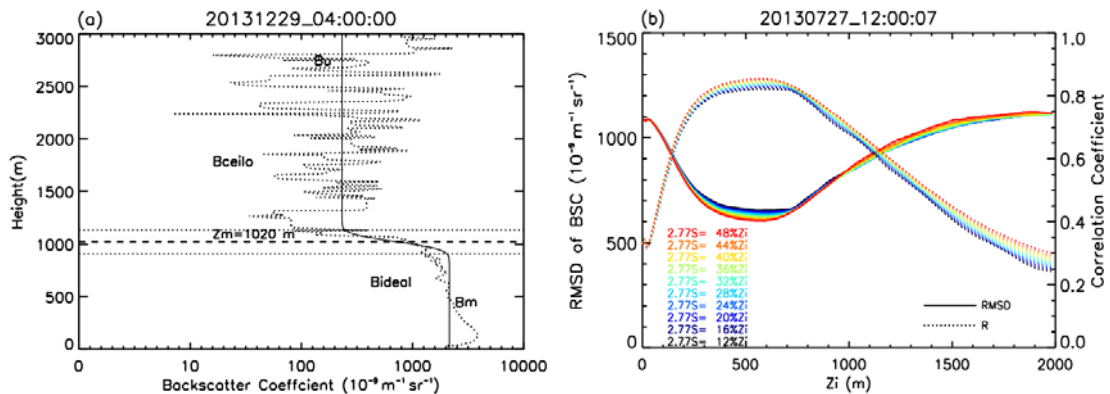 (a) 20131229_04:00:00
3000
2500
2000
1500
1000
500
0
Height(m)
Bu
Bceilo
Zm=1020 m
Bideal
Bm
0 10 100 1000 10000
Backscatter Coeffcient (10⁻⁹ m⁻¹ sr⁻¹)
(b) 20130727_12:00:07
1500
1000
500
0
RMSD of BSC (10⁻⁹ m⁻¹ sr⁻¹)
2.77S= 48%Zi
2.77S= 44%Zi
2.77S= 40%Zi
2.77S= 36%Zi
2.77S= 32%Zi
2.77S= 28%Zi
2.77S= 24%Zi
2.77S= 20%Zi
2.77S= 16%Zi
2.77S= 12%Zi
RMSD
R
0 500 1000 1500 2000
Zi (m)
1.0
0.8
0.6
0.4
0.2
0.0
Correlation Coefficient